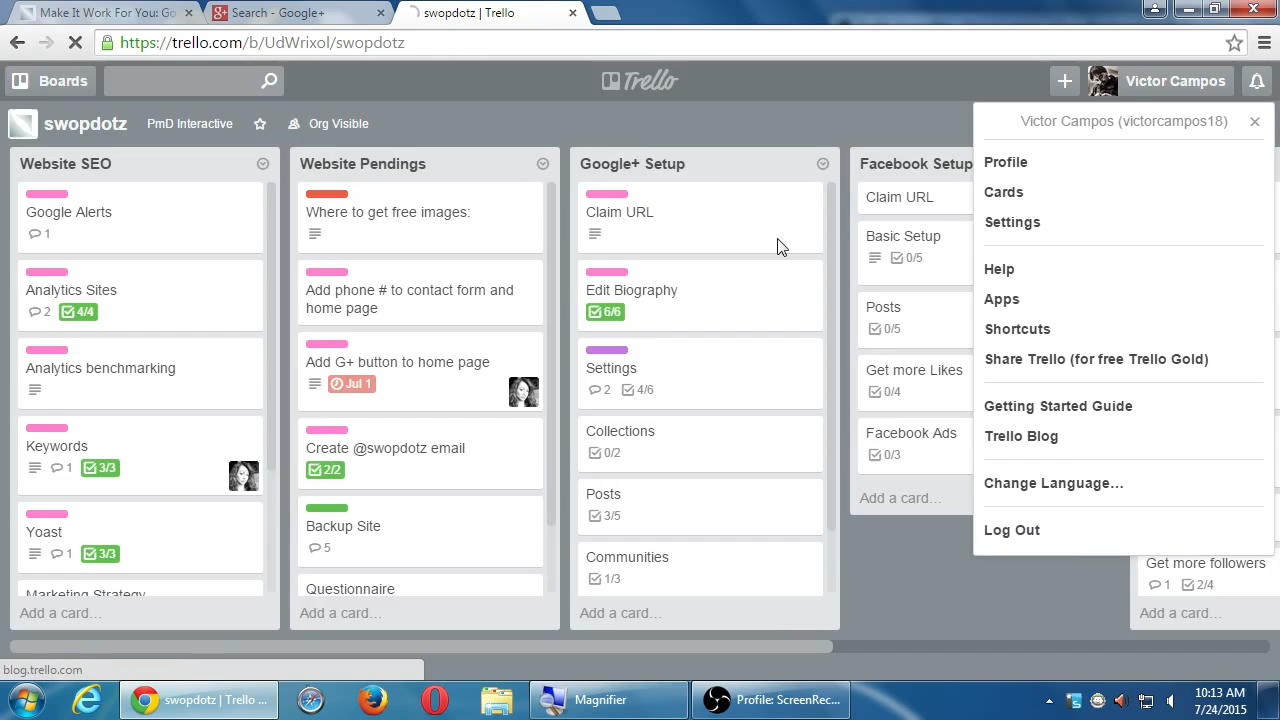 Make It Work For You: Go
Search - Google+
swopdotz | Trello
https://trello.com/b/UdWrixol/swopdotz
Boards
Trello
Victor Campos
swopdotz
PmD Interactive
Org Visible
Victor Campos (victorcampos18)
Profile
Cards
Settings
Help
Apps
Shortcuts
Share Trello (for free Trello Gold)
Getting Started Guide
Trello Blog
Change Language…
Log Out
Website SEO
Google Alerts
1
Analytics Sites
2 4/4
Analytics benchmarking
Keywords
1 3/3
Yoast
1 3/3
Marketing Strategy
Add a card…
Website Pendings
Where to get free images:
Add phone # to contact form and
home page
Add G+ button to home page
Jul 1
Create @swopdotz email
2/2
Backup Site
5
Questionnaire
Add a card…
Google+ Setup
Claim URL
Edit Biography
6/6
Settings
2 4/6
Collections
0/2
Posts
3/5
Communities
1/3
Add a card…
Facebook Setup
Claim URL
Basic Setup
0/5
Posts
0/5
Get more Likes
0/4
Facebook Ads
0/3
Add a card…
Get more followers
1 2/4
Add a card…
blog.trello.com
swopdotz | Trello ...
Magnifier
Profile: ScreenRec...
10:13 AM
7/24/2015